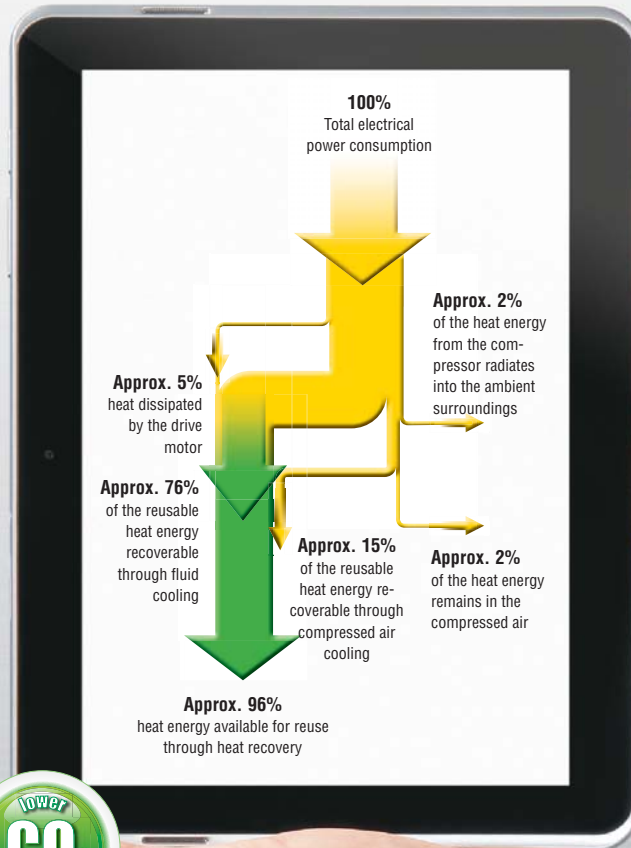 100%
Total electrical
power consumption
Approx. 2%
of the heat energy
from the com-
pressor radiates
into the ambient
surroundings
Approx. 5%
heat dissipated
by the drive
motor
Approx. 76%
of the reusable
heat energy
recoverable
through fluid
cooling
Approx. 15%
of the reusable
heat energy re-
coverable through
compressed air
cooling
Approx. 2%
of the heat energy
remains in the
compressed air
Approx. 96%
heat energy available for reuse
through heat recovery
lower
CO